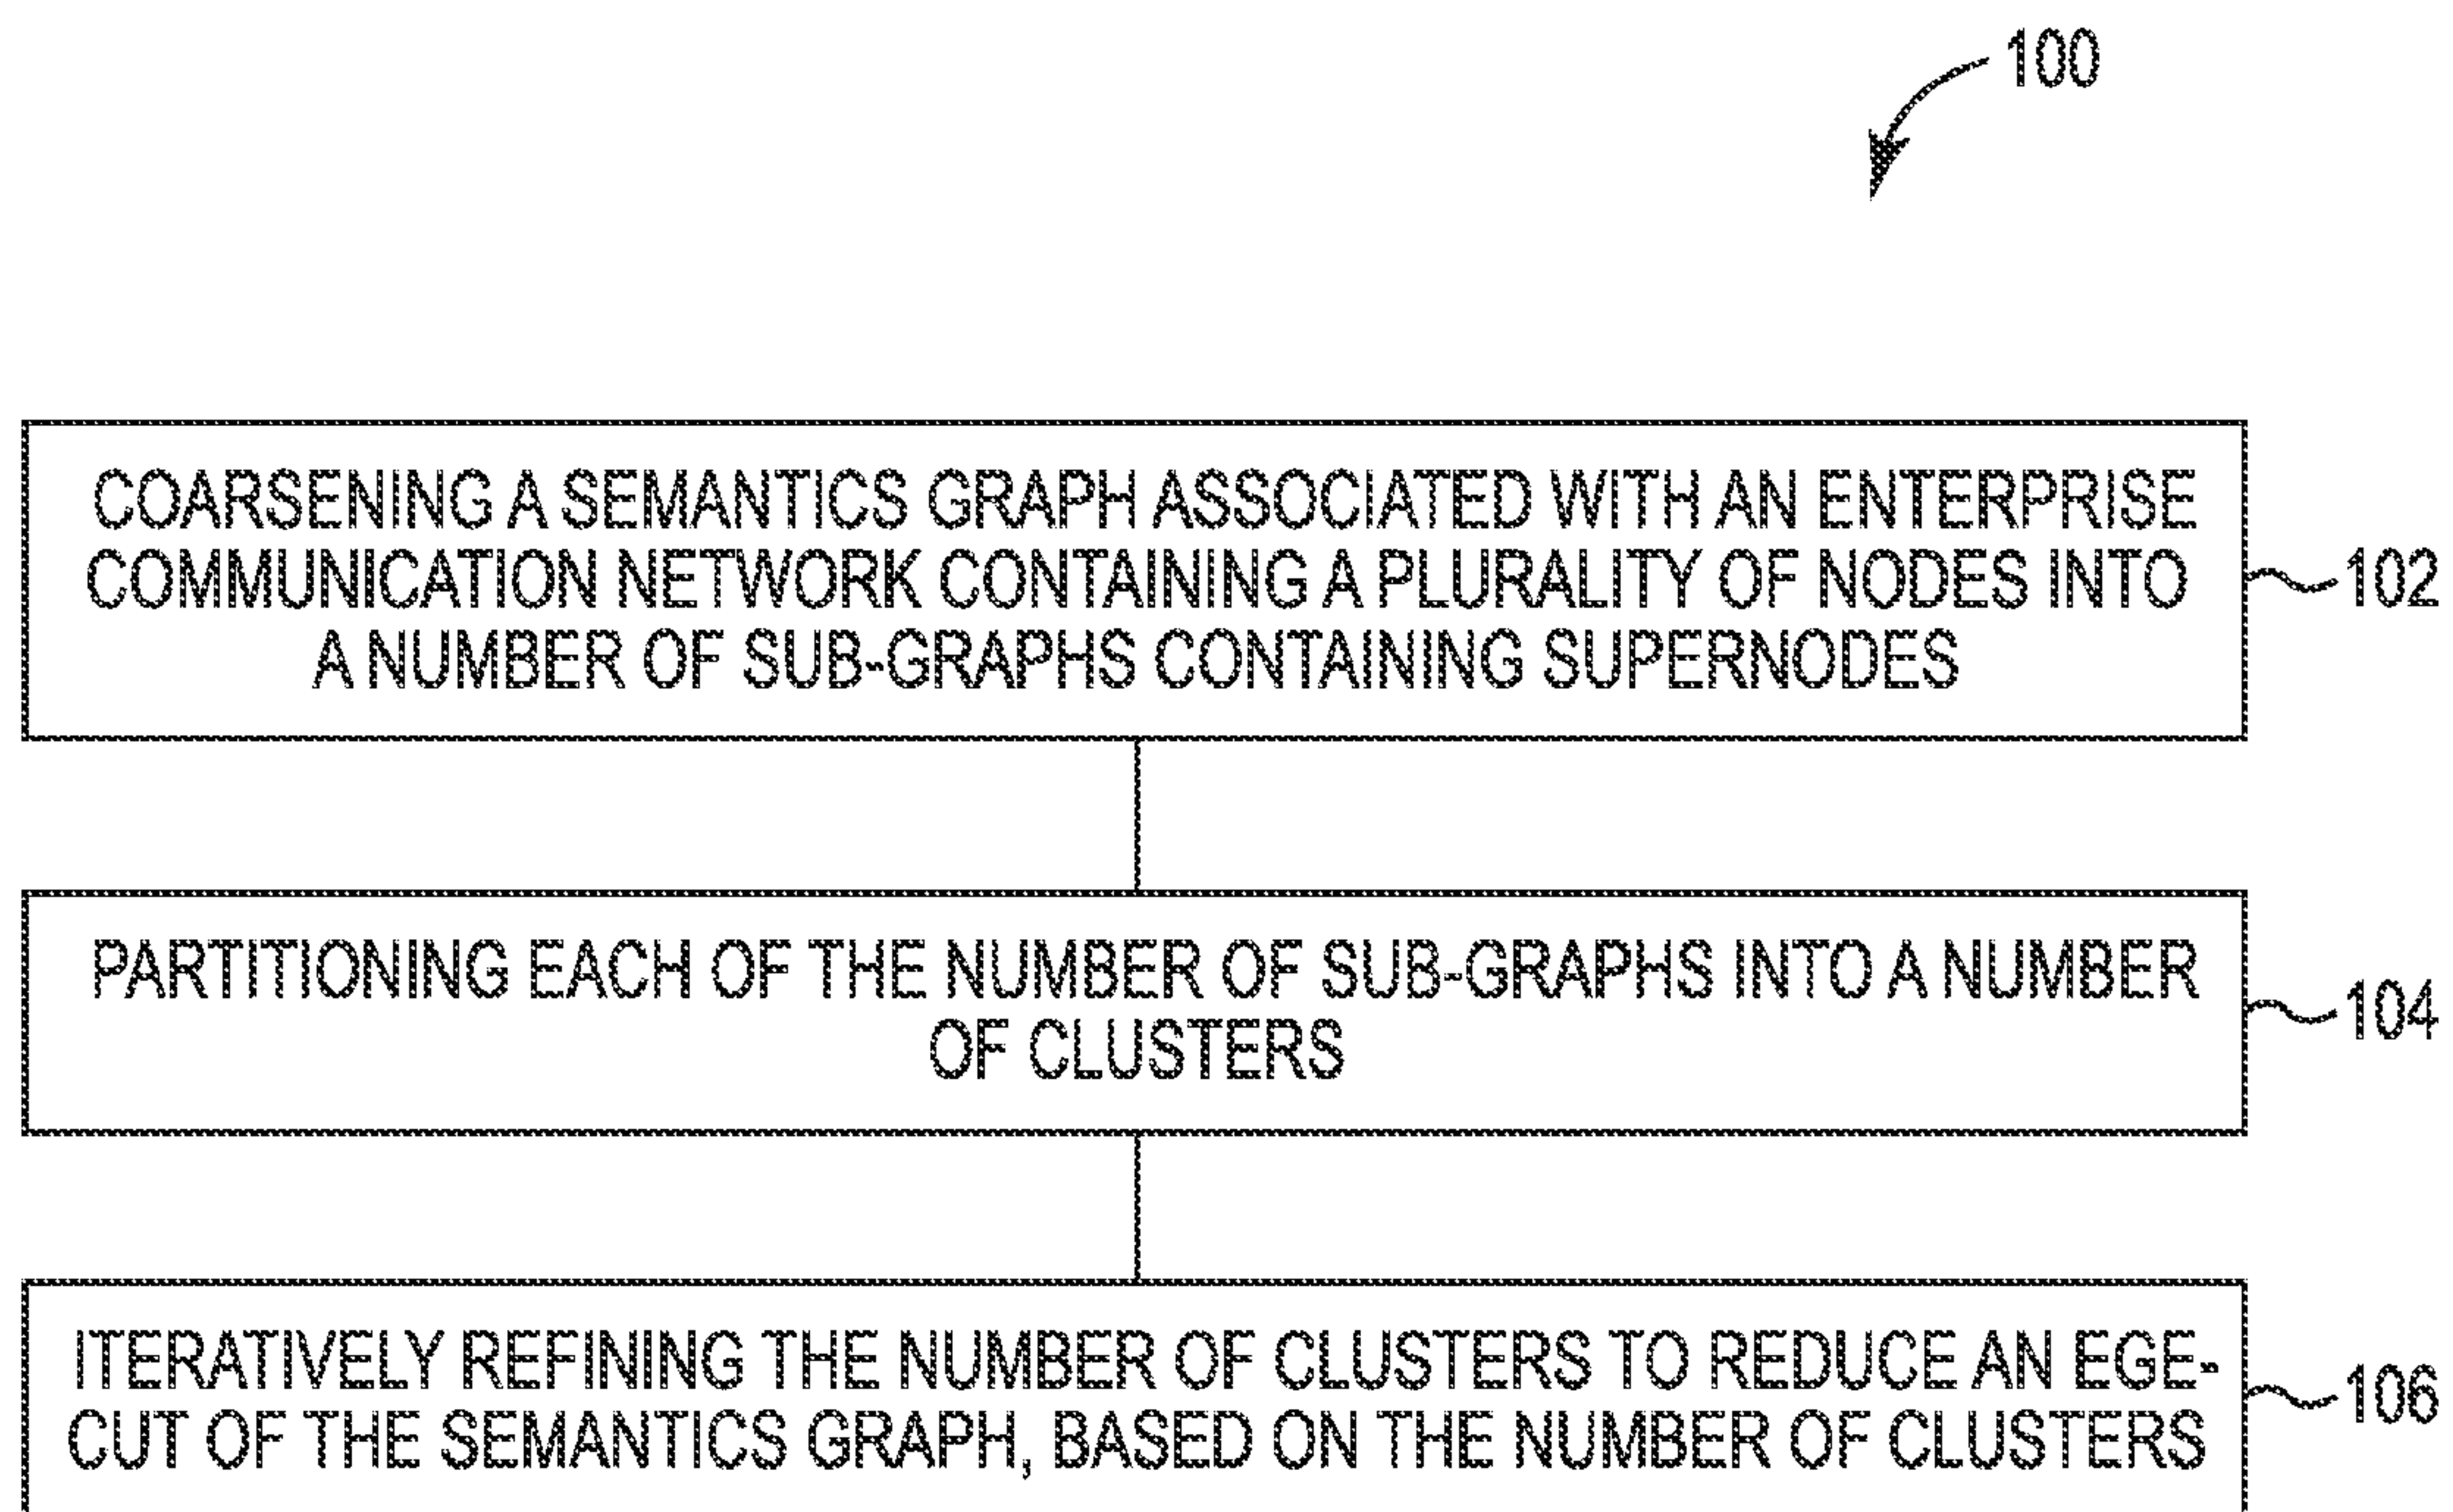 100
COARSENING A SEMANTICS GRAPH ASSOCIATED WITH AN ENTERPRISE
COMMUNICATION NETWORK CONTAINING A PLURALITY OF NODES INTO
A NUMBER OF SUB-GRAPHS CONTAINING SUPERNODES
102
PARTITIONING EACH OF THE NUMBER OF SUB-GRAPHS INTO A NUMBER
OF CLUSTERS
104
ITERATIVELY REFINING THE NUMBER OF CLUSTERS TO REDUCE AN EGE-
CUT OF THE SEMANTICS GRAPH, BASED ON THE NUMBER OF CLUSTERS
106